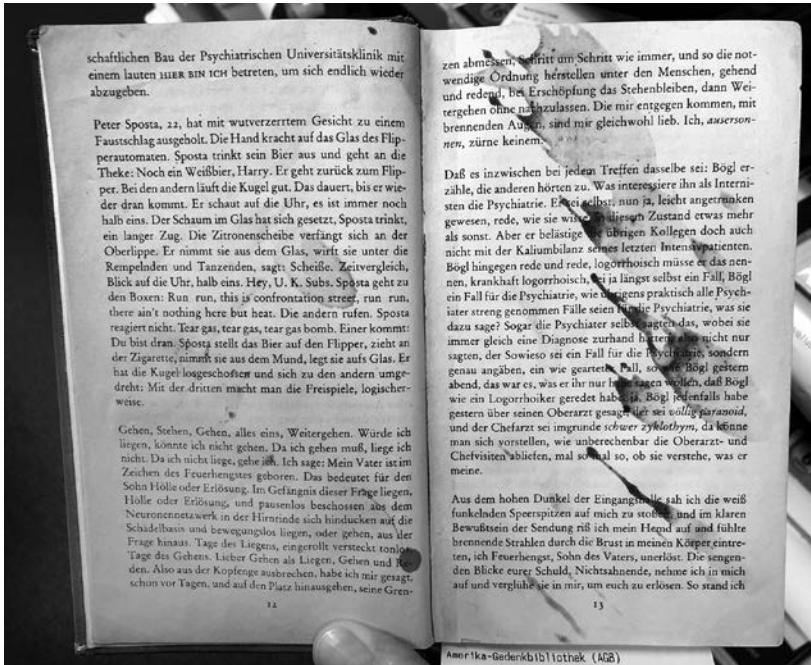 schaftlichen Bau der Psychiatrischen Universitätsklinik mit
einem lauten HIER BIN ICH betreten, um sich endlich wieder
abzugeben.
Peter Sposta, 22, hat mit wutverzerrtem Gesicht zu einem
Faustschlag ausgeholt. Die Hand kracht auf das Glas des Flip-
perautomaten. Sposta trinkt sein Bier aus und geht an die
Theke: Noch ein Weißbier, Harry. Er geht zurück zum Flip-
per. Bei den andern läuft die Kugel gut. Das dauert, bis er wie-
der dran kommt. Er schaut auf die Uhr, es ist immer noch
halb eins. Der Schaum im Glas hat sich gesetzt, Sposta trinkt,
ein langer Zug. Die Zitronenscheibe verfängt sich an der
Oberlippe. Er nimmt sie aus dem Glas, wirft sie unter die
Rempelnden und Tanzenden, sagt: Scheiße. Zeitvergleich,
Blick auf die Uhr, halb eins. Hey, U. K. Subs. Sposta geht zu
den Boxen: Run run, this is confrontation street, run run,
there ain't nothing here but heat. Die andern rufen. Sposta
reagiert nicht. Tear gas, tear gas, tear gas bomb. Einer kommt:
Du bist dran. Sposta stellt das Bier auf den Flipper, zieht an
der Zigarette, nimmt sie aus dem Mund, legt sie aufs Glas. Er
hat die Kugel losgeschossen und sich zu den andern umge-
dreht: Mit der dritten macht man die Freispiele, logischer-
weise.
Gehen, Stehen, Gehen, alles eins, Weitergehen. Würde ich
liegen, könnte ich nicht gehen. Da ich gehen muß, liege ich
nicht. Da ich nicht liege, gehe ich. Ich sage: Mein Vater ist im
Zeichen des Feuerhengstes geboren. Das bedeutet für den
Sohn Hölle oder Erlösung. Im Gefängnis dieser Frage liegen,
Hölle oder Erlösung, und pausenlos beschossen aus dem
Neuronennetzwerk in der Hirnrinde sich hinducken auf die
Schädelbasis und bewegungslos liegen, oder gehen, aus der
Frage hinaus. Tage des Liegens, eingerollt versteckt tonlos,
Tage des Gehens. Lieber Gehen als Liegen, Gehen und Re-
den. Also aus der Kopfenge ausbrechen, habe ich mir gesagt,
schon vor Tagen, und auf den Platz hinausgehen, seine Gren-
12
zen abmessen, Schritt um Schritt wie immer, und so die not-
wendige Ordnung herstellen unter den Menschen, gehend
und redend, bei Erschöpfung das Stehenbleiben, dann Wei-
tergehen ohne nachzulassen. Die mir entgegen kommen, mit
brennenden Augen, sind mir gleichwohl lieb. Ich, ausersonn-
nen, zürne keinem.
Daß es inzwischen bei jedem Treffen dasselbe sei: Bögl er-
zähle, die anderen hörten zu. Was interessiere ihn als Interni-
sten die Psychiatrie. Er sei selbst, nun ja, leicht angetrunken
gewesen, rede, wie sie wisse, in diesem Zustand etwas mehr
als sonst. Aber er belästige die übrigen Kollegen doch auch
nicht mit der Kaliumbilanz seines letzten Intensivpatienten.
Bögl hingegen rede und rede, logorrhoisch müsse er das nen-
nen, krankhaft logorrhoisch, sei ja längst selbst ein Fall, Bögl
ein Fall für die Psychiatrie, wie übrigens praktisch alle Psych-
iater streng genommen Fälle seien für die Psychiatrie, was sie
dazu sage? Sogar die Psychiater selbst sagten das, wobei sie
immer gleich eine Diagnose zurhand hätten, also nicht nur
sagten, der Sowieso sei ein Fall für die Psychiatrie, sondern
genau angäben, ein wie gearteter Fall, so wie Bögl gestern
abend, das war es, was er ihr nur habe sagen wollen, daß Bögl
wie ein Logorrhoiker geredet habe, ja, Bögl jedenfalls habe
gestern über seinen Oberarzt gesagt, der sei völlig paranoid,
und der Chefarzt sei imgrunde schwer zyklothym, da könne
man sich vorstellen, wie unberechenbar die Oberarzt- und
Chefvisiten abliefen, mal so mal so, ob sie verstehe, was er
meine.
Aus dem hohen Dunkel der Eingangshalle sah ich die weiß
funkelnden Speerspitzen auf mich zu stoßen, und im klaren
Bewußtsein der Sendung riß ich mein Hemd auf und fühlte
brennende Strahlen durch die Brust in meinen Körper eintre-
ten, ich Feuerhengst, Sohn des Vaters, unerlöst. Die sengen-
den Blicke eurer Schuld, Nichtsahnende, nehme ich in mich
auf und verglühe sie in mir, um euch zu erlösen. So stand ich
13
Amerika-Gedenkbibliothek (AGB)